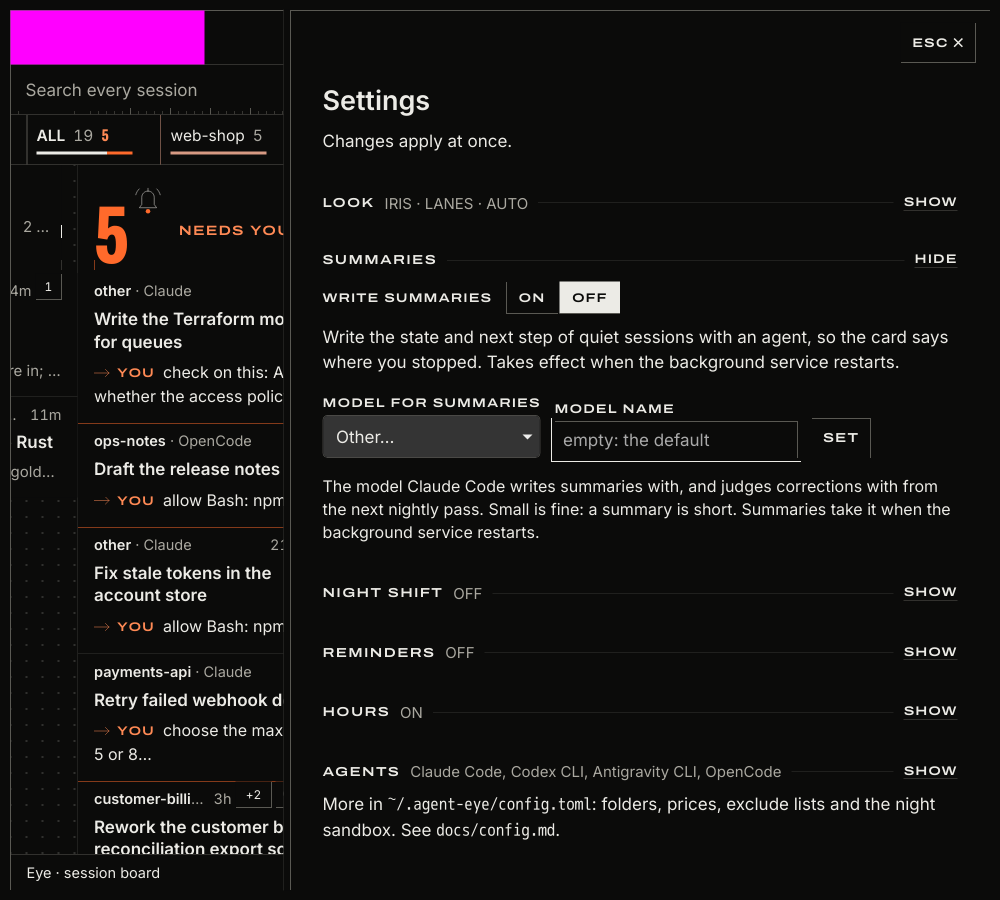 Search every session
ALL 19 5
web-shop 5
2 ...
4m 1
re in; ...
. 11m
Rust
gold...
5 NEEDS YOU
other · Claude
Write the Terraform mo
for queues
→ YOU check on this: A
whether the access polic
ops-notes · OpenCode
Draft the release notes
→ YOU allow Bash: npm
other · Claude 21
Fix stale tokens in the
account store
→ YOU allow Bash: npm
payments-api · Claude
Retry failed webhook d
→ YOU choose the max
5 or 8...
customer-billi... 3h +2
Rework the customer b
reconciliation export sc
Eye · session board
ESC ×
Settings
Changes apply at once.
LOOK IRIS · LANES · AUTO SHOW
SUMMARIES HIDE
WRITE SUMMARIES ON OFF
Write the state and next step of quiet sessions with an agent, so the card says
where you stopped. Takes effect when the background service restarts.
MODEL FOR SUMMARIES MODEL NAME
Other... empty: the default SET
The model Claude Code writes summaries with, and judges corrections with from
the next nightly pass. Small is fine: a summary is short. Summaries take it when the
background service restarts.
NIGHT SHIFT OFF SHOW
REMINDERS OFF SHOW
HOURS ON SHOW
AGENTS Claude Code, Codex CLI, Antigravity CLI, OpenCode SHOW
More in ~/.agent-eye/config.toml: folders, prices, exclude lists and the night
sandbox. See docs/config.md.